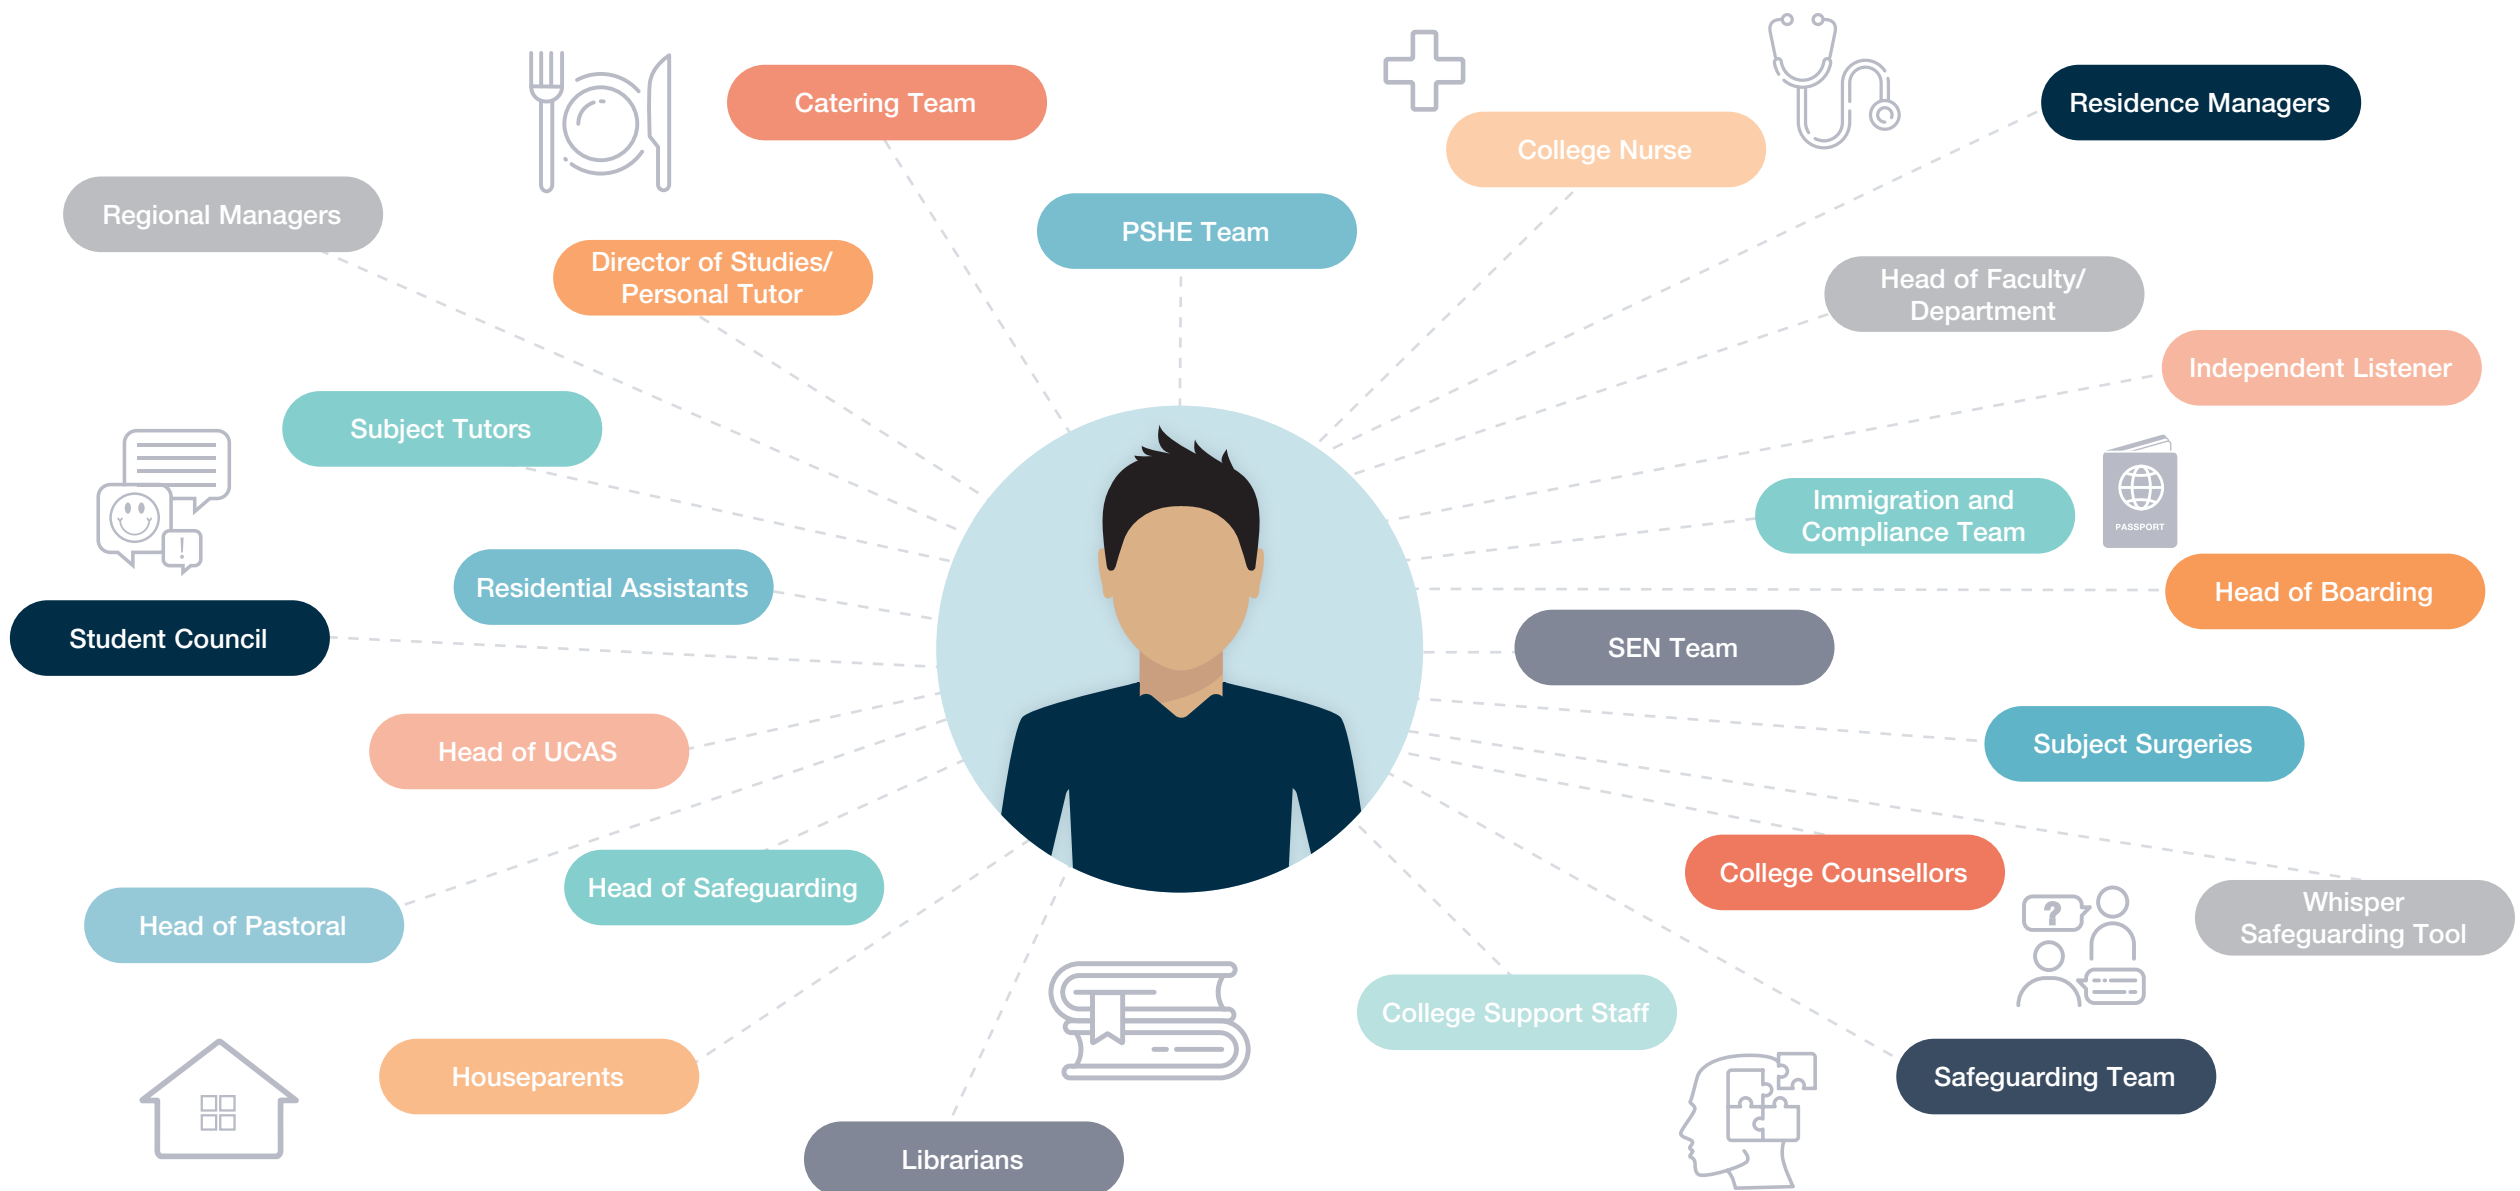 Catering Team
Residence Managers
College Nurse
Regional Managers
PSHE Team
Director of Studies/
Personal Tutor
Head of Faculty/
Department
Independent Listener
Subject Tutors
Immigration and
Compliance Team
PASSPORT
!
Residential Assistants
Head of Boarding
Student Council
SEN Team
Head of UCAS
Subject Surgeries
College Counsellors
Head of Safeguarding
Whisper
Safeguarding Tool
?
Head of Pastoral
College Support Staff
Houseparents
Safeguarding Team
Librarians